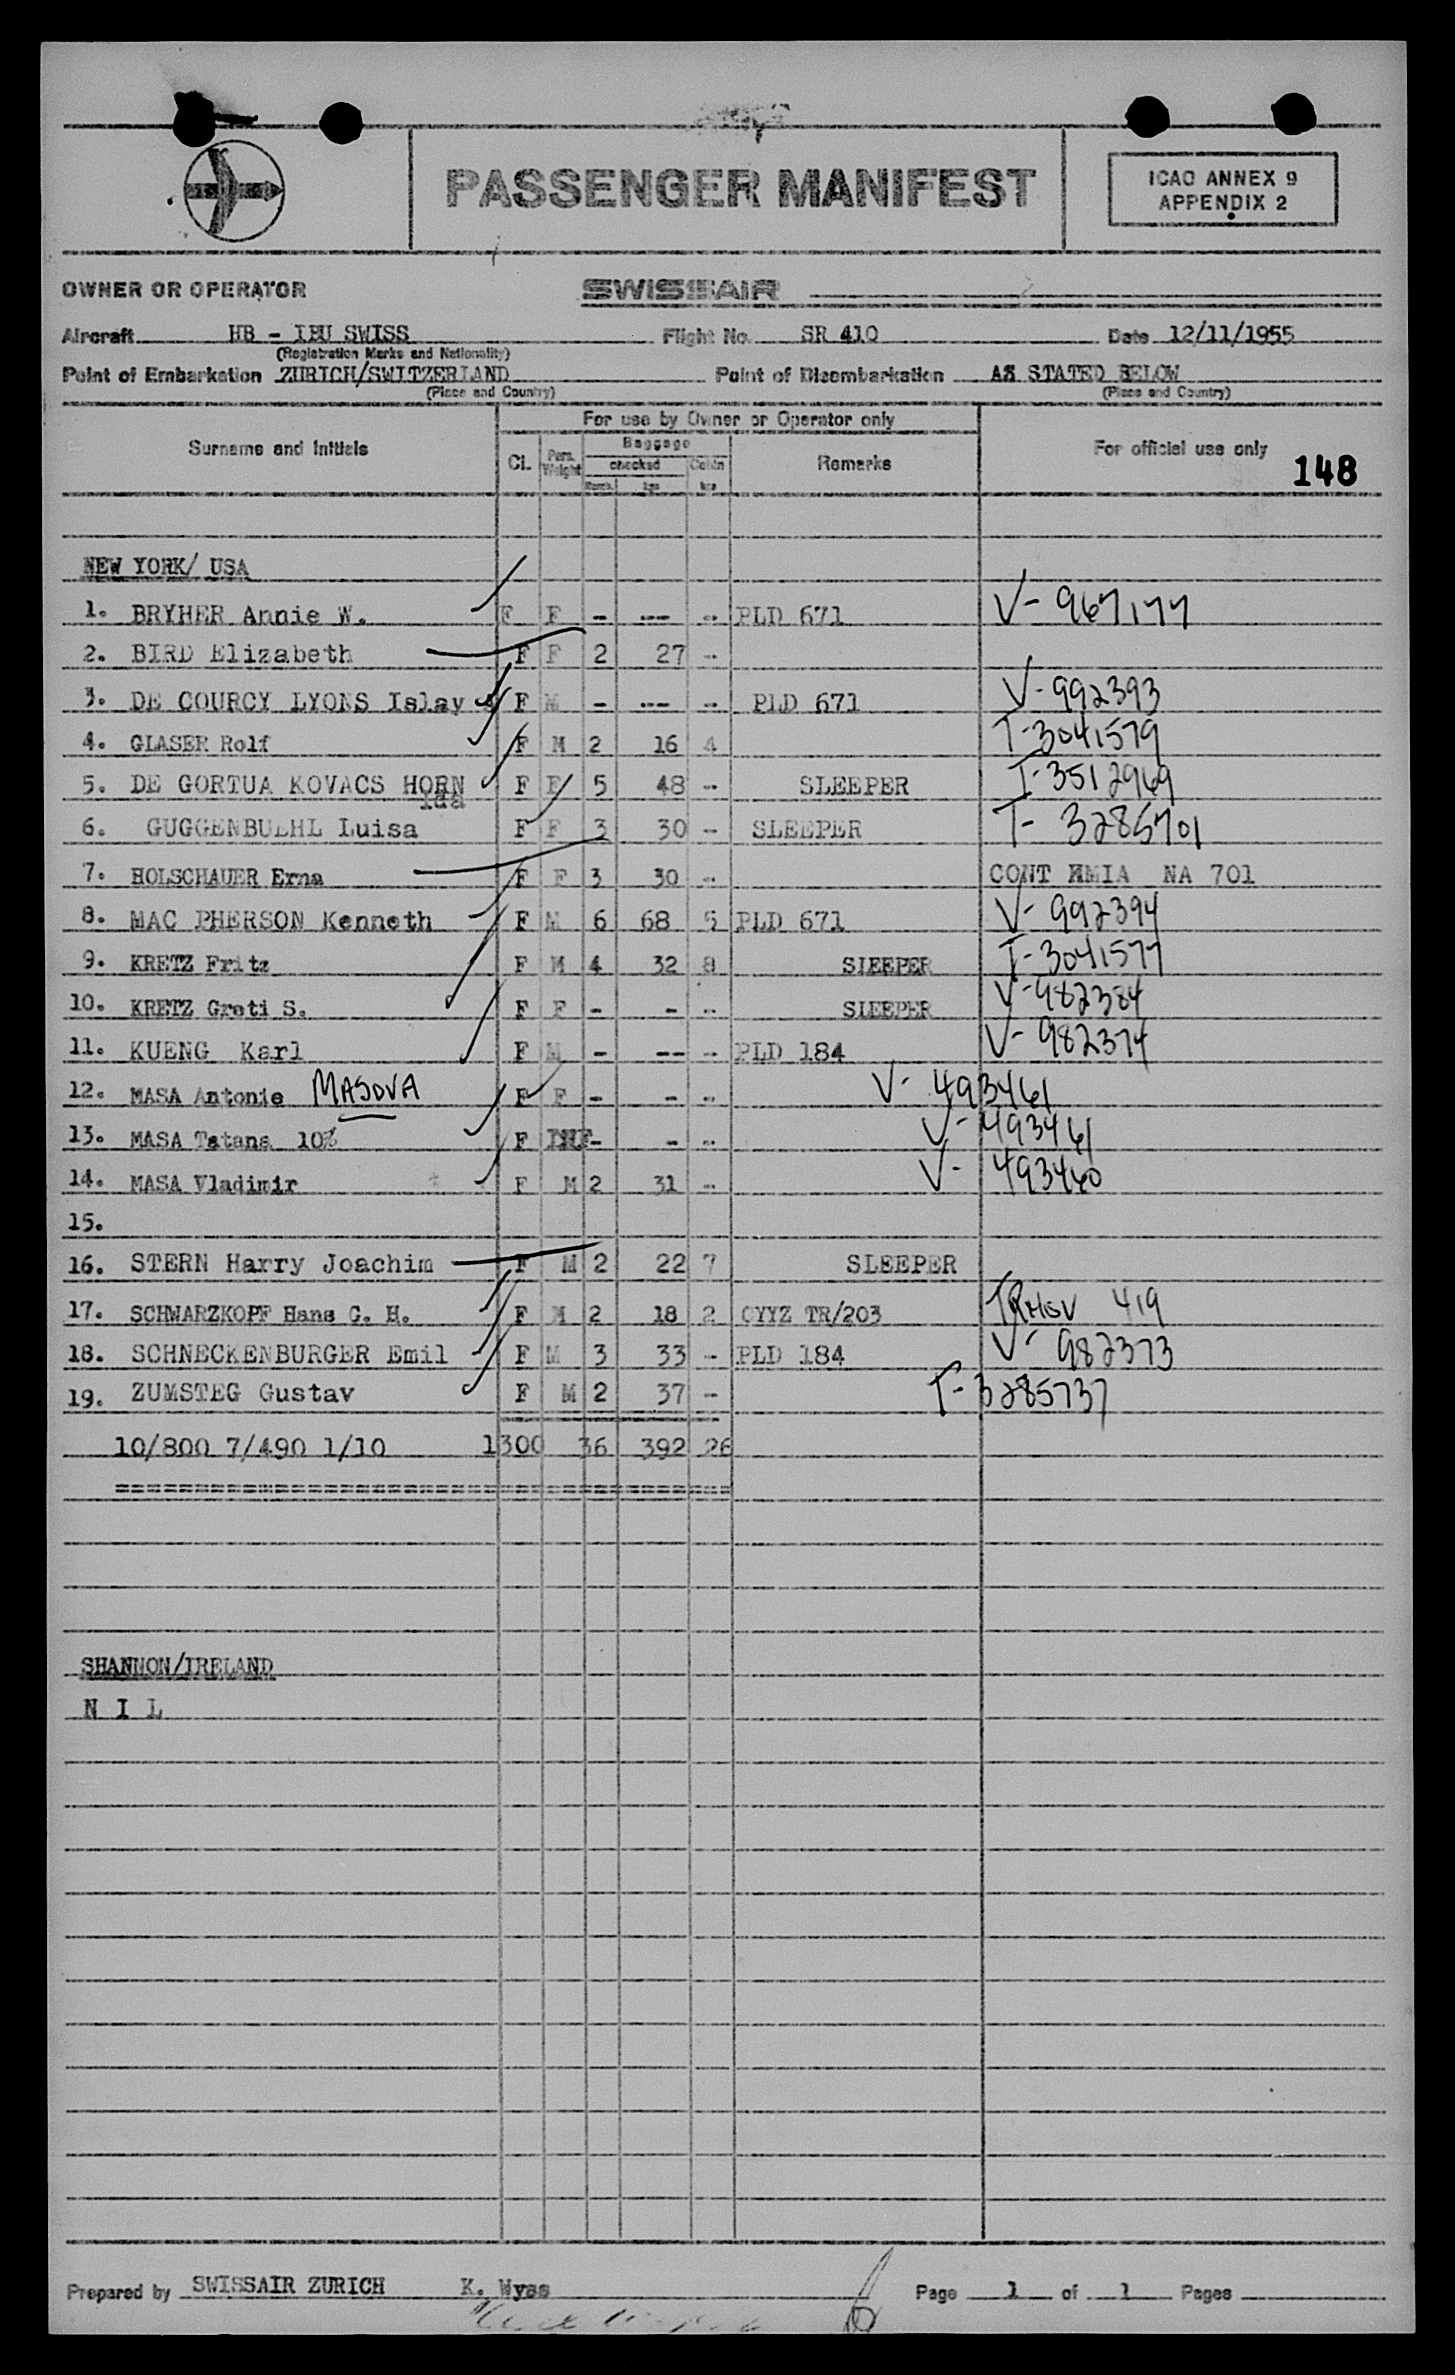 PASSENGER MANIFEST
ICAO ANNEX 9
APPENDIX 2
OWNER OR OPERATOR SWISSAIR
Aircraft HB - IBU SWISS Flight No. SR 410 Date 12/11/1955
(Registration Marks and Nationality)
Point of Embarkation ZURICH/SWITZERLAND Point of Disembarkation AS STATED BELOW
(Place and Country) (Place and Country)
For use by Owner or Operator only
Surname and Initials Cl. Pers. Weight Baggage checked Cabin kgs Remarks For official use only 148
NEW YORK/ USA
1. BRYHER Annie W. F F - --- -- PLD 671 V- 967177
2. BIRD Elizabeth F F 2 27 --
3. DE COURCY LYONS Islay F M - --- -- PLD 671 V-992393
4. GLASER Rolf F M 2 16 4 T-3041579
5. DE GORTUA KOVACS HORN F F 5 48 -- SLEEPER T-3512969
Ida
6. GUGGENBUEHL Luisa F F 3 30 - SLEEPER T- 3285701
7. HOLSCHAUER Erna F F 3 30 -- CONT NA 701
8. MAC PHERSON Kenneth F M 6 68 5 PLD 671 V- 992394
9. KRETZ Fritz F M 4 32 8 SLEEPER T-3041577
10. KRETZ Greti S. F F - - -- SLEEPER V-982384
11. KUENG Karl F M - -- -- PLD 184 V- 982374
12. MASA Antonie MASOVA F F - - -- V- 493461
13. MASA Tatana 10% F INF- - -- V- 493461
14. MASA Vladimir F M 2 31 -- V- 493460
15.
16. STERN Harry Joachim F M 2 22 7 SLEEPER
17. SCHWARZKOPF Hans G. H. F M 2 18 2 CYYZ TR/203 419
18. SCHNECKENBURGER Emil F M 3 33 - PLD 184 V- 982373
19. ZUMSTEG Gustav F M 2 37 - T-3285737
10/800 7/490 1/10 1300 36 392 26
SHANNON/IRELAND
N I L
Prepared by SWISSAIR ZURICH K. Wyss Page 1 of 1 Pages